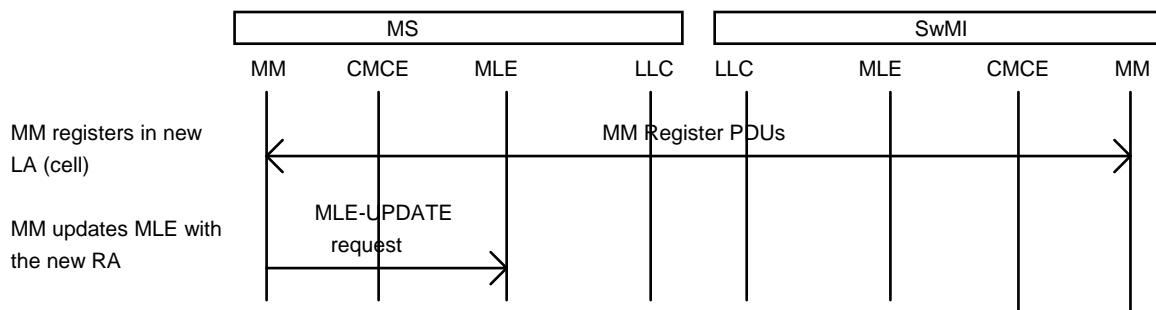 MS SwMI
MM CMCE MLE LLC LLC MLE CMCE MM
MM registers in new
LA (cell)
MM Register PDUs
MM updates MLE with
the new RA
MLE-UPDATE
request